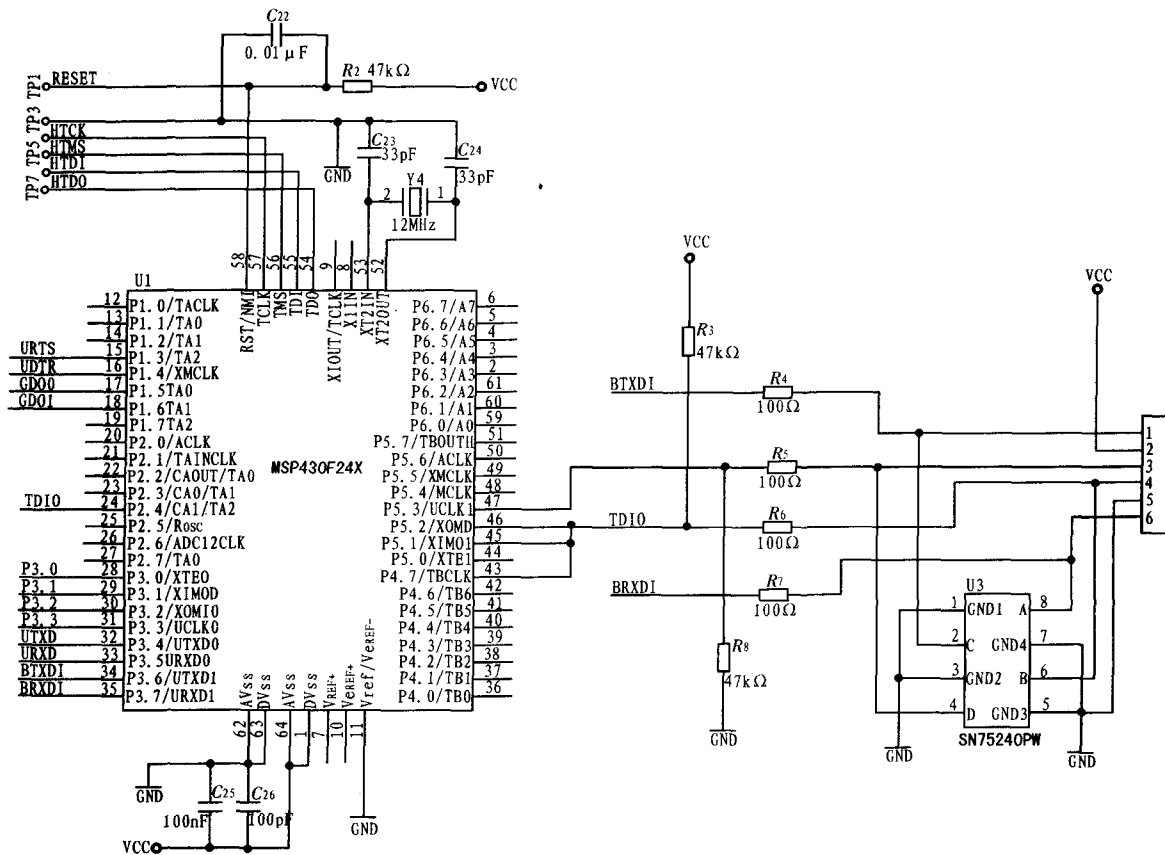 C22
0.01μF
R2 47kΩ
VCC
TP1 RESET
TP3
TP5 HTCK
HTMS
TP7 HTDI
HTDO
GND
C23
33pF
C24
33pF
2 Y4 1
12MHz
58 57 56 55 54 9 8 53 52
U1
RST/NMI TCLK TMS TDI TDO XIOUT/TCLK X1IN XT2IN XT2OUT
12 P1.0/TACLK
13 P1.1/TA0
14 P1.2/TA1
URTS 15 P1.3/TA2
UDTR 16 P1.4/XMCLK
GDO0 17 P1.5TA0
GDO1 18 P1.6TA1
19 P1.7TA2
20 P2.0/ACLK
21 P2.1/TAINCLK
22 P2.2/CAOUT/TA0
23 P2.3/CA0/TA1
TDIO 24 P2.4/CA1/TA2
25 P2.5/Rosc
26 P2.6/ADC12CLK
27 P2.7/TA0
P3.0 28 P3.0/XTEO
P3.1 29 P3.1/XIMOD
P3.2 30 P3.2/XOMIO
P3.3 31 P3.3/UCLK0
UTXD 32 P3.4/UTXD0
URXD 33 P3.5URXD0
BTXDI 34 P3.6/UTXD1
BRXDI 35 P3.7/URXD1
MSP430F24X
P6.7/A7 6
P6.6/A6 5
P6.5/A5 4
P6.4/A4 3
P6.3/A3 2
P6.2/A2 61
P6.1/A1 60
P6.0/A0 59
P5.7/TBOUTH 51
P5.6/ACLK 50
P5.5/XMCLK 49
P5.4/MCLK 48
P5.3/UCLK1 47
P5.2/XOMD 46
P5.1/XIMO1 45
P5.0/XTE1 44
P4.7/TBCLK 43
P4.6/TB6 42
P4.5/TB5 41
P4.4/TB4 40
P4.3/TB3 39
P4.2/TB2 38
P4.1/TB1 37
P4.0/TB0 36
AVss DVss AVss DVss VREF+ VeREF+ Vref/VeREF-
62 63 64 1 7 10 11
GND
C25
100nF
C26
100pF
VCC
GND
VCC
R3
47kΩ
BTXDI
R4
100Ω
R5
100Ω
TDIO
R6
100Ω
BRXDI
R7
100Ω
R8
47kΩ
GND
VCC
1
2
3
4
5
6
U3
1 GND1 A 8
2 C GND4 7
3 GND2 B 6
4 D GND3 5
SN75240PW
GND
GND